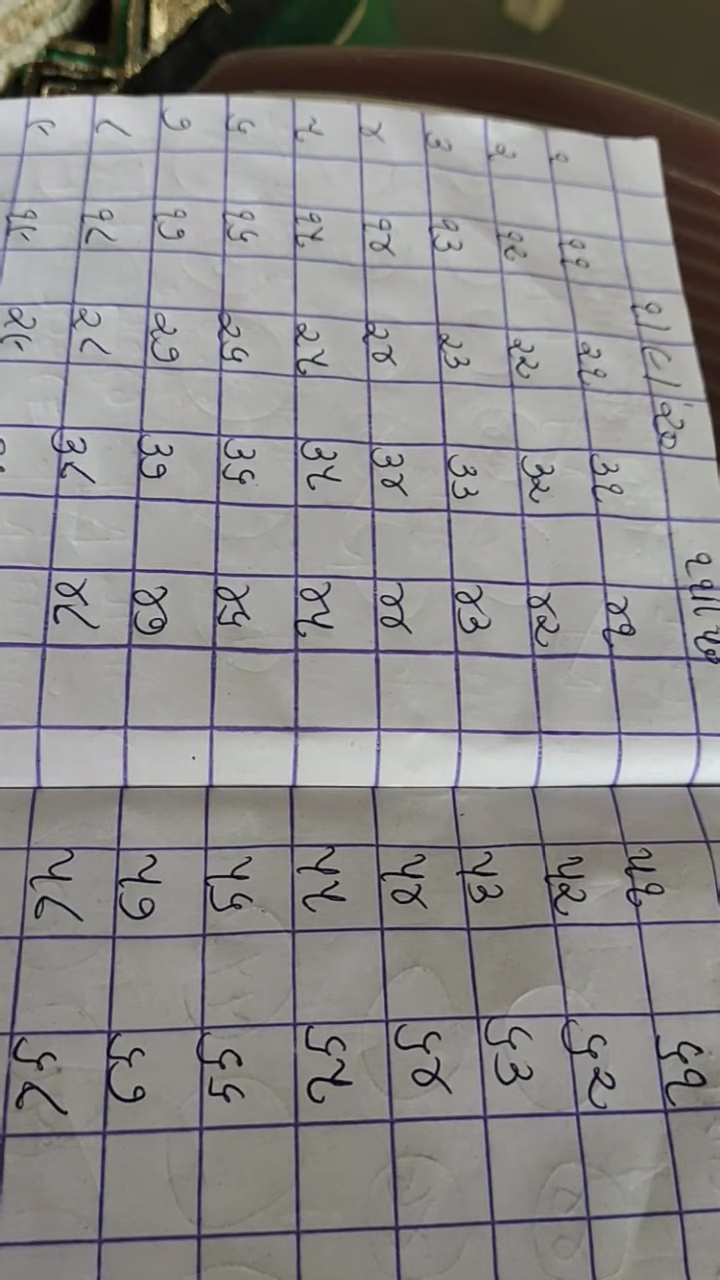 ૧/૮/૨૦
૧ ૧૧ ૨૧ ૩૧ ૪૧ ૫૧ ૬૧
૨ ૧૨ ૨૨ ૩૨ ૪૨ ૫૨ ૬૨
૩ ૧૩ ૨૩ ૩૩ ૪૩ ૫૩ ૬૩
૪ ૧૪ ૨૪ ૩૪ ૪૪ ૫૪ ૬૪
૫ ૧૫ ૨૫ ૩૫ ૪૫ ૫૫ ૬૫
૬ ૧૬ ૨૬ ૩૬ ૪૬ ૫૬ ૬૬
૭ ૧૭ ૨૭ ૩૭ ૪૭ ૫૭ ૬૭
૮ ૧૮ ૨૮ ૩૮ ૪૮ ૫૮ ૬૮
૯ ૧૯ ૨૯